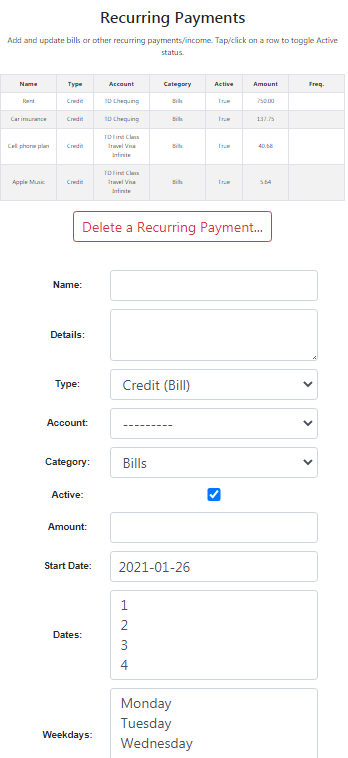 Recurring Payments
Add and update bills or other recurring payments/income. Tap/click on a row to toggle Active
status.
Name Type Account Category Active Amount Freq.
Rent Credit TD Chequing Bills True 750.00
Car insurance Credit TD Chequing Bills True 137.75
Cell phone plan Credit TD First Class Travel Visa Infinite Bills True 40.68
Apple Music Credit TD First Class Travel Visa Infinite Bills True 5.64
Delete a Recurring Payment...
Name:
Details:
Type: Credit (Bill)
Account: ---------
Category: Bills
Active:
Amount:
Start Date: 2021-01-26
Dates:
1
2
3
4
Weekdays:
Monday
Tuesday
Wednesday